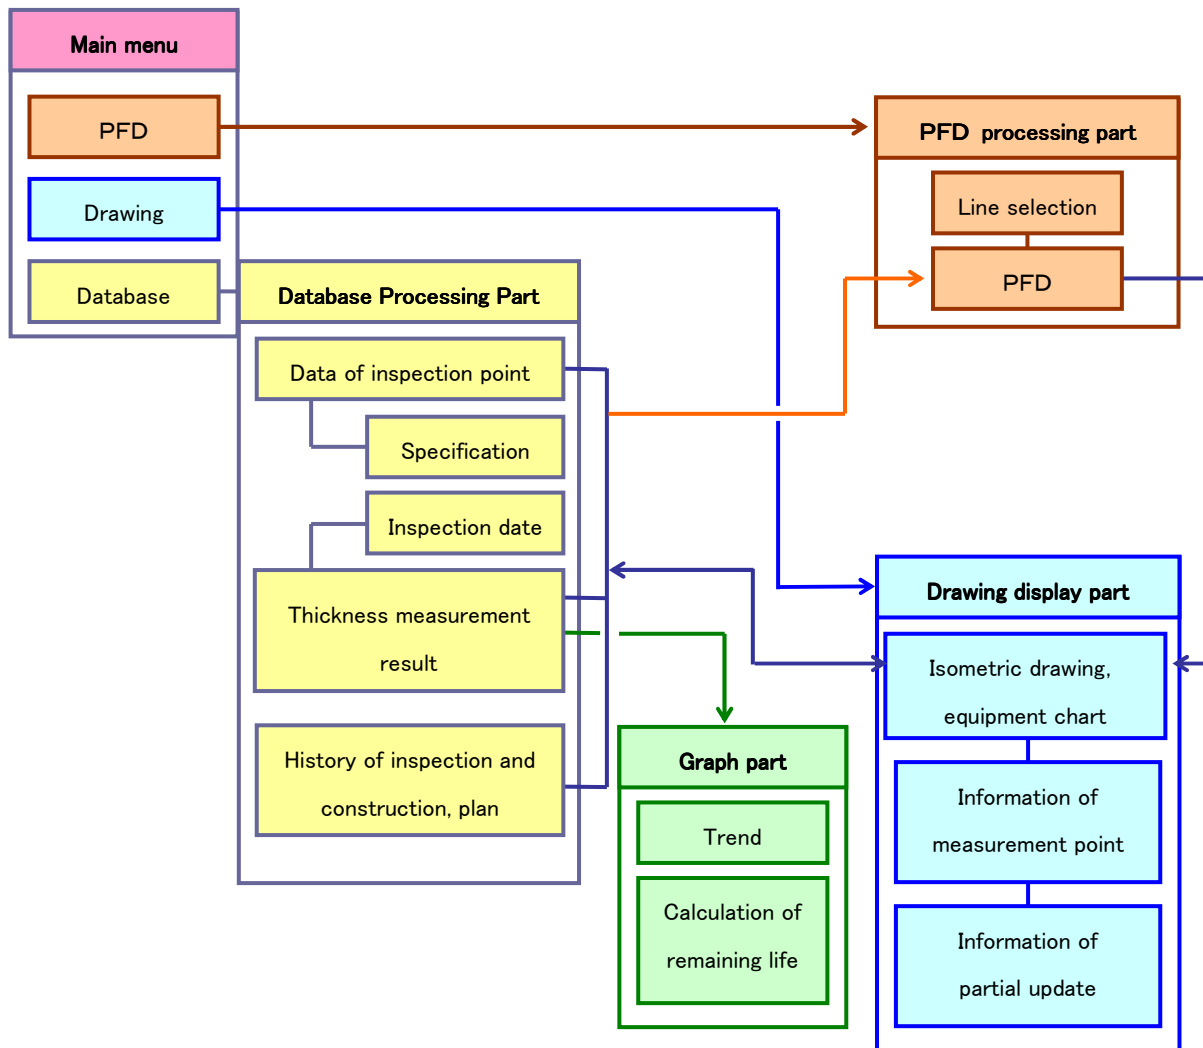 Main menu
PFD
Drawing
Database
Database Processing Part
Data of inspection point
Specification
Inspection date
Thickness measurement
result
History of inspection and
construction, plan
PFD processing part
Line selection
PFD
Graph part
Trend
Calculation of
remaining life
Drawing display part
Isometric drawing,
equipment chart
Information of
measurement point
Information of
partial update